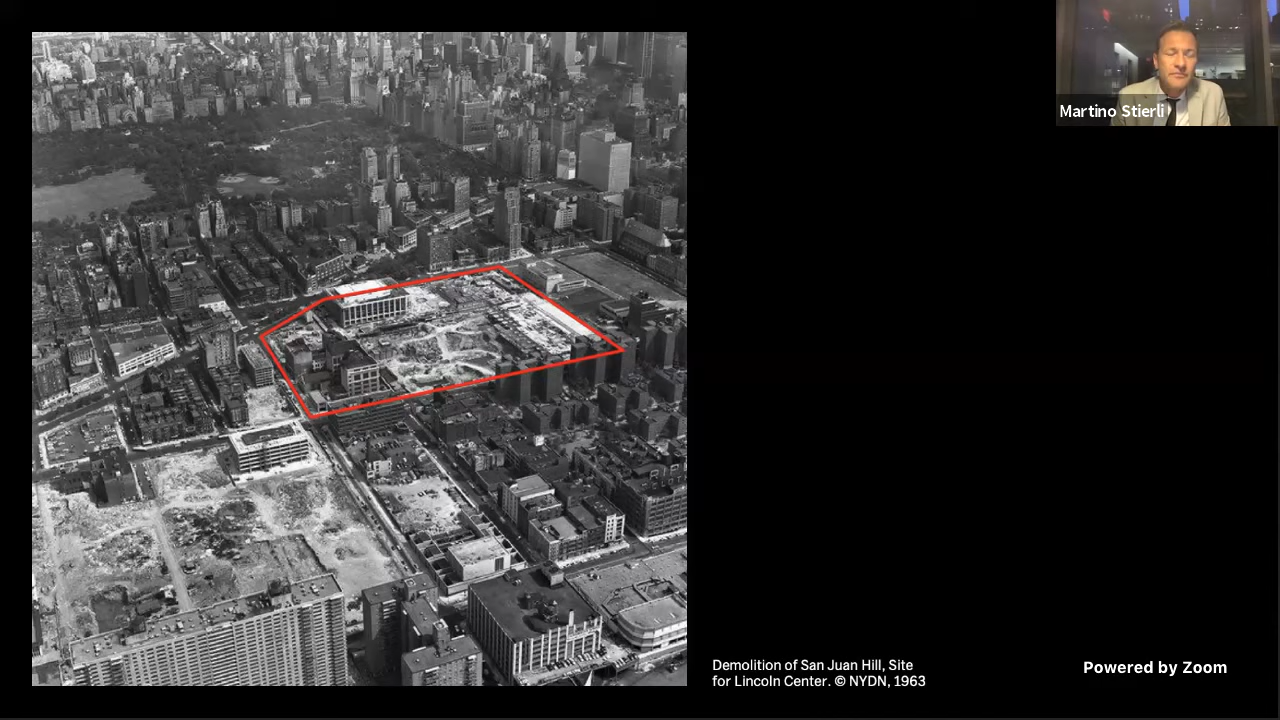 Martino Stierli
Demolition of San Juan Hill, Site
for Lincoln Center. © NYDN, 1963
Powered by Zoom